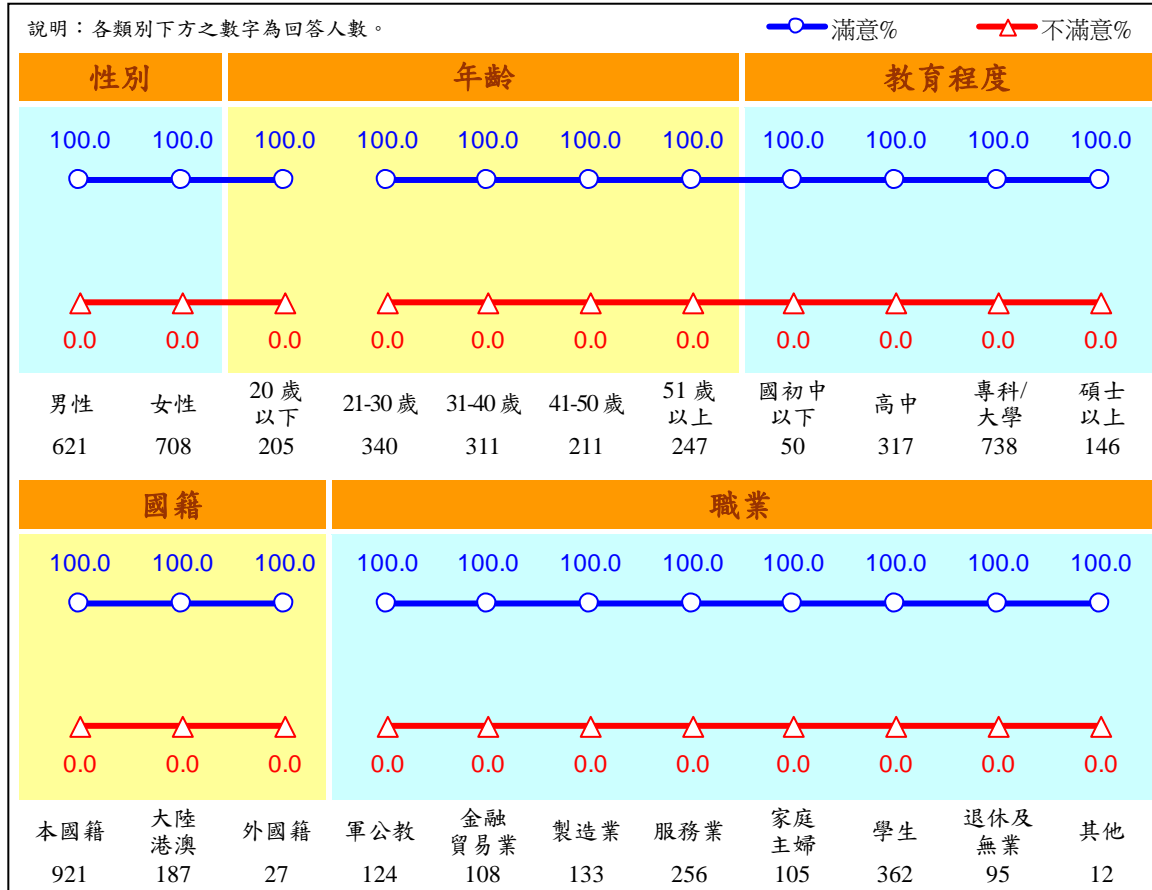 說明：各類別下方之數字為回答人數。
滿意% 不滿意%
性別 年齡 教育程度
100.0 100.0 100.0 100.0 100.0 100.0 100.0 100.0 100.0 100.0 100.0
0.0 0.0 0.0 0.0 0.0 0.0 0.0 0.0 0.0 0.0 0.0
男性 女性 20 歲以下 21-30 歲 31-40 歲 41-50 歲 51 歲以上 國初中以下 高中 專科/大學 碩士以上
621 708 205 340 311 211 247 50 317 738 146
國籍 職業
100.0 100.0 100.0 100.0 100.0 100.0 100.0 100.0 100.0 100.0 100.0
0.0 0.0 0.0 0.0 0.0 0.0 0.0 0.0 0.0 0.0 0.0
本國籍 大陸港澳 外國籍 軍公教 金融貿易業 製造業 服務業 家庭主婦 學生 退休及無業 其他
921 187 27 124 108 133 256 105 362 95 12